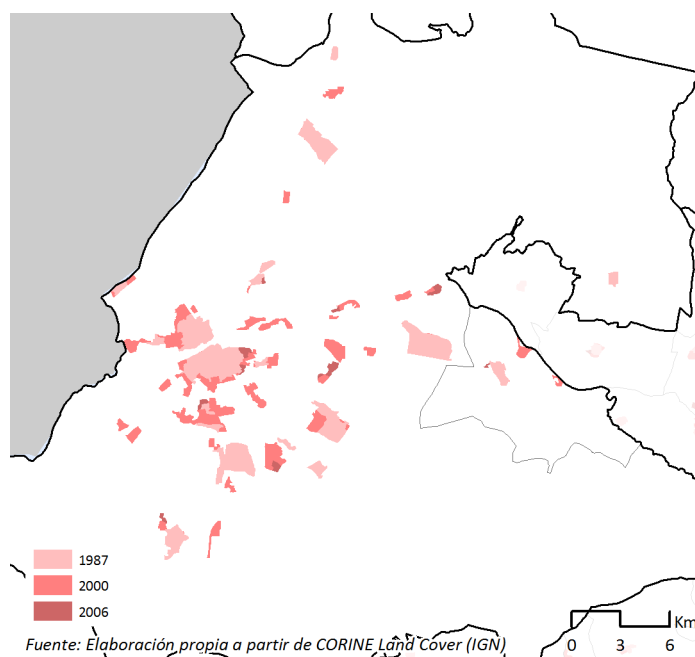 1987
2000
2006
Km
0 3 6
Fuente: Elaboración propia a partir de CORINE Land Cover (IGN)